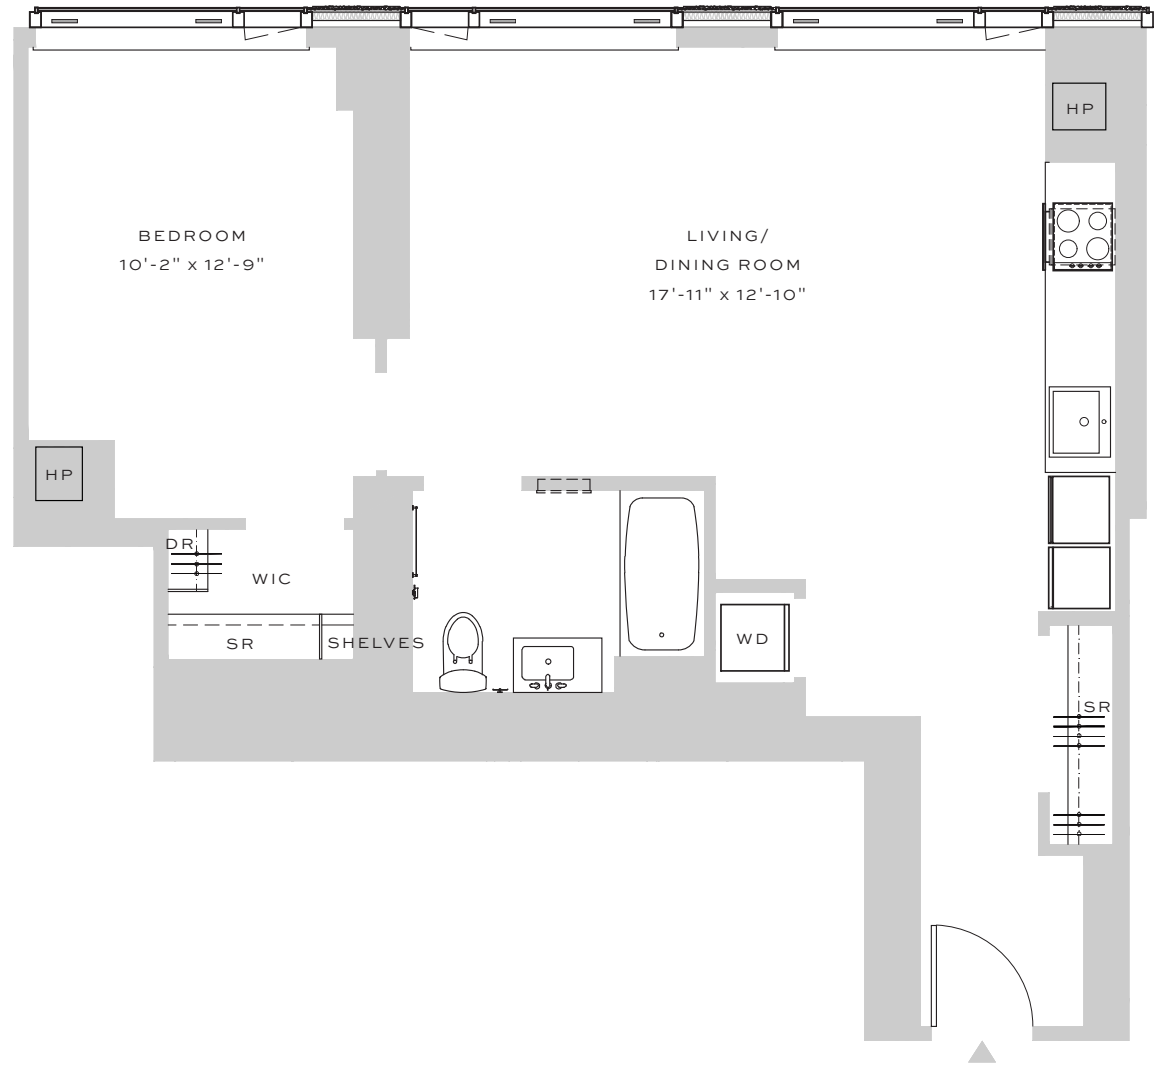 HP
BEDROOM
10'-2" x 12'-9"
LIVING/
DINING ROOM
17'-11" x 12'-10"
HP
DR
WIC
SR
SHELVES
WD
SR